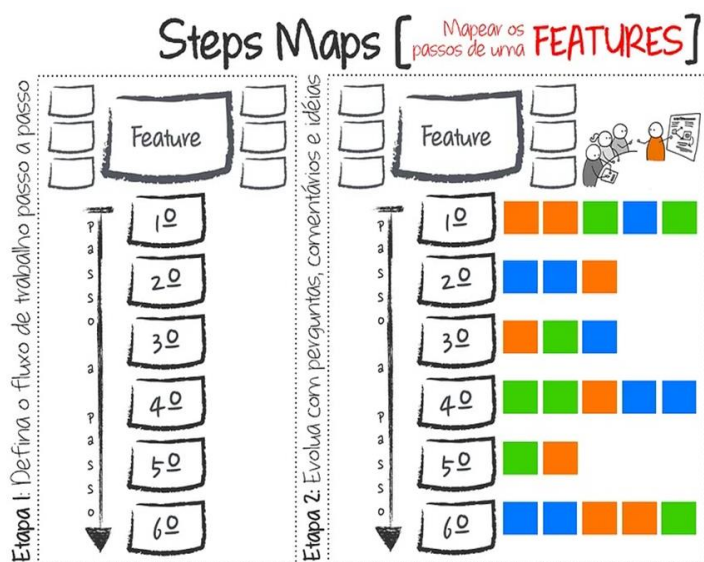 Steps Maps [ Mapear os
passos de uma FEATURES]
Etapa 1: Defina o fluxo de trabalho passo a passo
Feature
passo a passo
1º
2º
3º
4º
5º
6º
Etapa 2: Evolua com perguntas, comentários e idéias
Feature
passo a passo
1º
2º
3º
4º
5º
6º